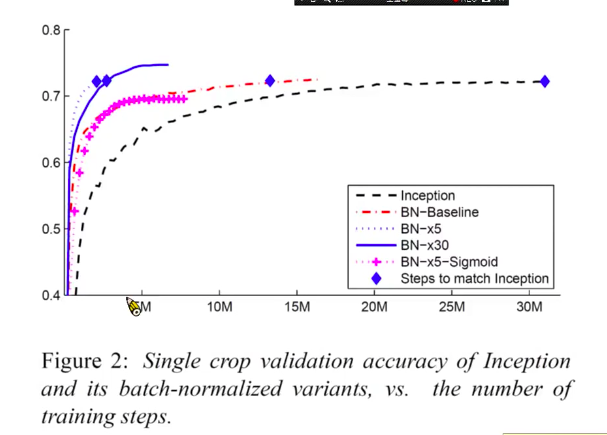 0.8
0.7
0.6
0.5
0.4
M
10M
15M
20M
25M
30M
Inception
BN-Baseline
BN-x5
BN-x30
BN-x5-Sigmoid
Steps to match Inception
Figure 2: Single crop validation accuracy of Inception
and its batch-normalized variants, vs. the number of
training steps.